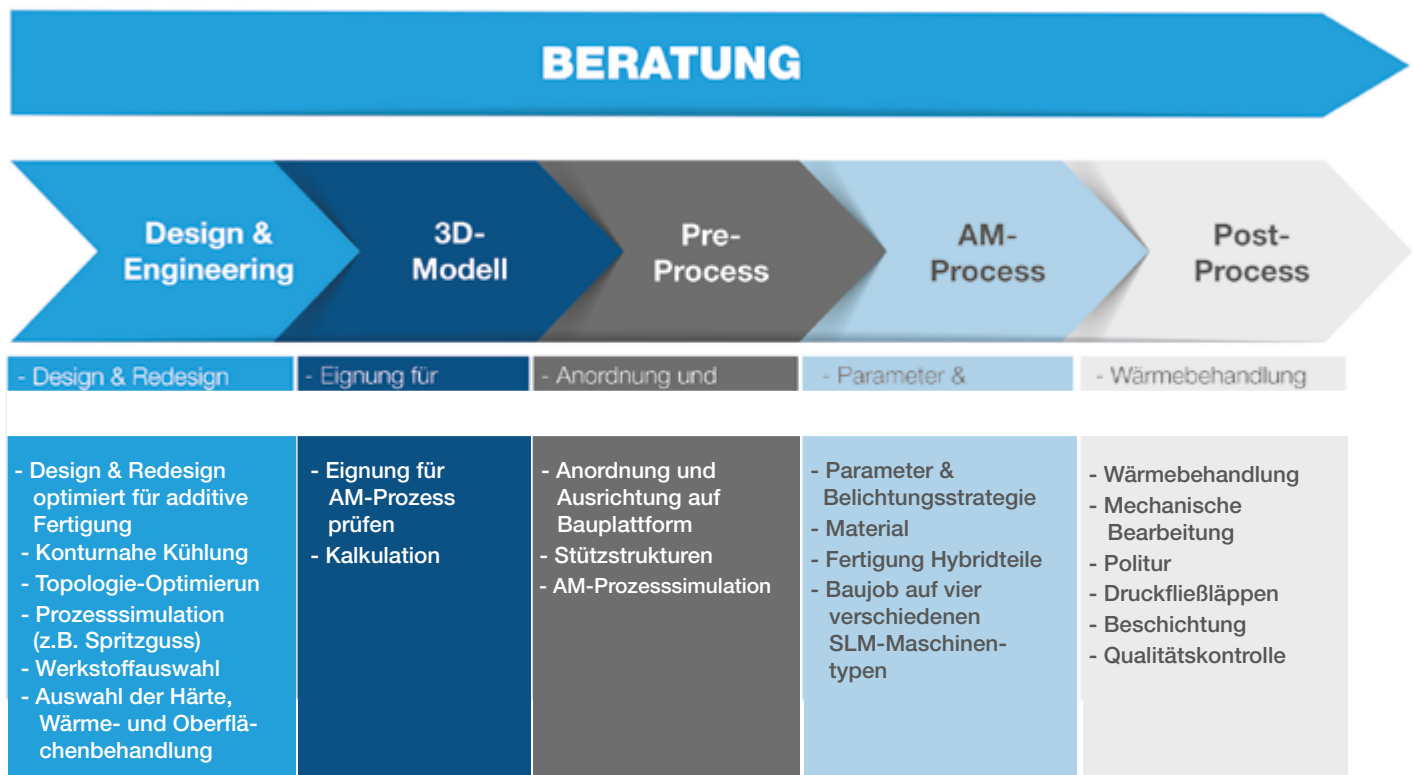 BERATUNG
Design &
Engineering
3D-
Modell
Pre-
Process
AM-
Process
Post-
Process
- Design & Redesign
- Eignung für
- Anordnung und
- Parameter &
- Wärmebehandlung
- Design & Redesign
optimiert für additive
Fertigung
- Konturnahe Kühlung
- Topologie-Optimierun
- Prozesssimulation
(z.B. Spritzguss)
- Werkstoffauswahl
- Auswahl der Härte,
Wärme- und Oberflä-
chenbehandlung
- Eignung für
AM-Prozess
prüfen
- Kalkulation
- Anordnung und
Ausrichtung auf
Bauplattform
- Stützstrukturen
- AM-Prozesssimulation
- Parameter &
Belichtungsstrategie
- Material
- Fertigung Hybridteile
- Baujob auf vier
verschiedenen
SLM-Maschinen-
typen
- Wärmebehandlung
- Mechanische
Bearbeitung
- Politur
- Druckfließläppen
- Beschichtung
- Qualitätskontrolle